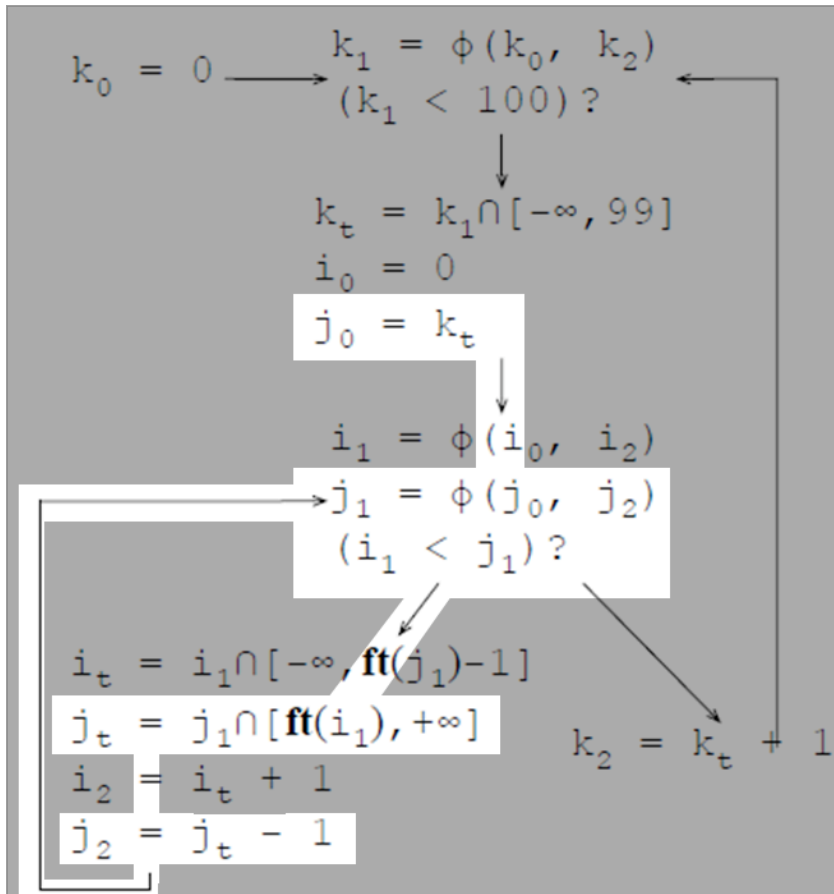 k₀ = 0
k₁ = ϕ(k₀, k₂)
(k₁ < 100)?
kₜ = k₁∩[-∞,99]
i₀ = 0
j₀ = kₜ
i₁ = ϕ(i₀, i₂)
j₁ = ϕ(j₀, j₂)
(i₁ < j₁)?
iₜ = i₁∩[-∞,ft(j₁)-1]
jₜ = j₁∩[ft(i₁),+∞]
i₂ = iₜ + 1
j₂ = jₜ - 1
k₂ = kₜ + 1